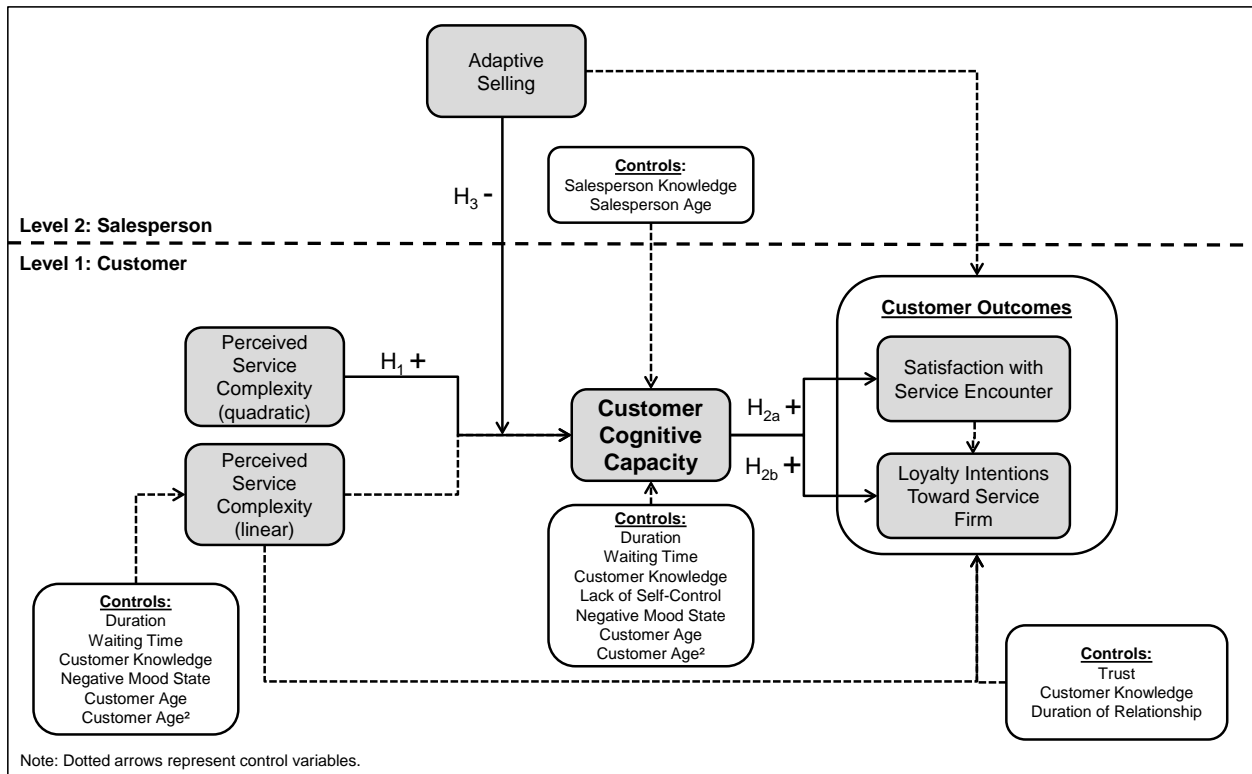 Adaptive
Selling
Controls:
Salesperson Knowledge
Salesperson Age
H3 -
Level 2: Salesperson
Level 1: Customer
Customer Outcomes
Perceived
Service
Complexity
(quadratic)
H1 +
Satisfaction with
Service Encounter
Customer
Cognitive
Capacity
H2a +
H2b +
Perceived
Service
Complexity
(linear)
Loyalty Intentions
Toward Service
Firm
Controls:
Duration
Waiting Time
Customer Knowledge
Lack of Self-Control
Negative Mood State
Customer Age
Customer Age²
Controls:
Duration
Waiting Time
Customer Knowledge
Negative Mood State
Customer Age
Customer Age²
Controls:
Trust
Customer Knowledge
Duration of Relationship
Note: Dotted arrows represent control variables.